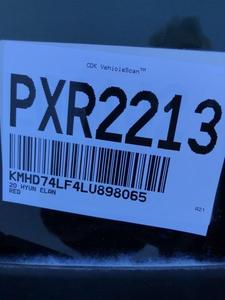 CDK VehicleScan™
PXR2213
KMHD74LF4LU898065
20 HYUN ELAN
RED
A21